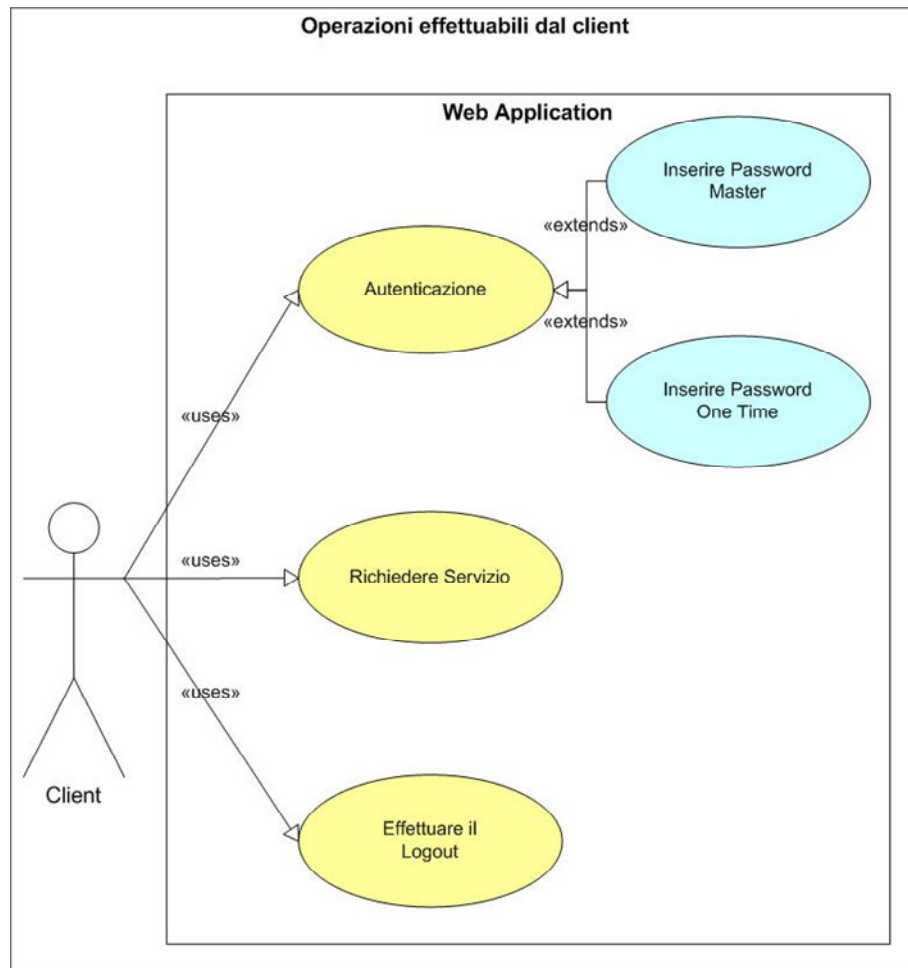 Operazioni effettuabili dal client
Web Application
Inserire Password
Master
«extends»
Autenticazione
«extends»
Inserire Password
One Time
«uses»
«uses»
Richiedere Servizio
«uses»
Client
Effettuare il
Logout